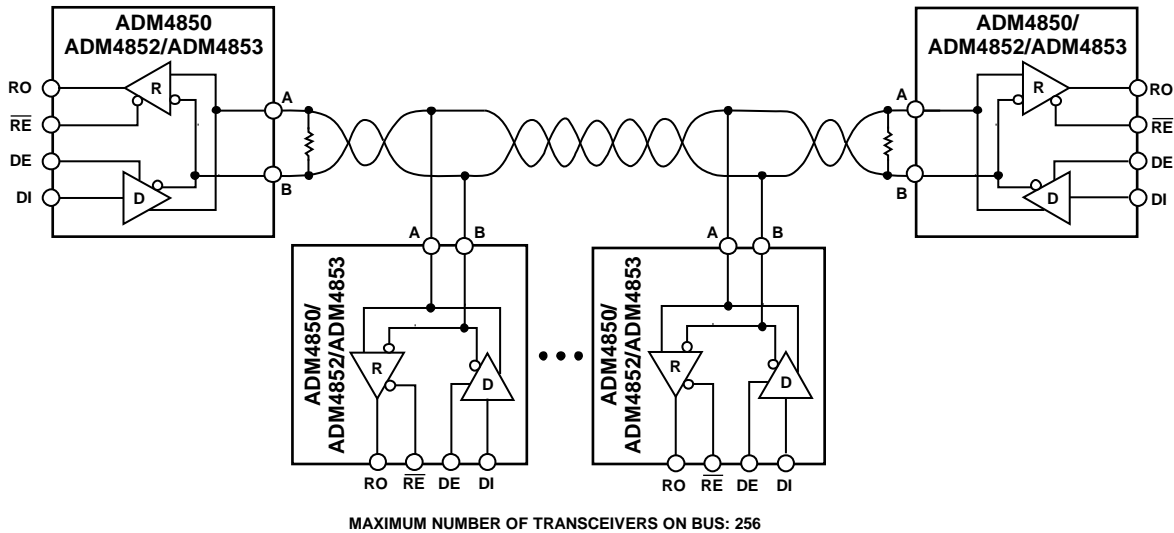 ADM4850
ADM4852/ADM4853
RO
RE
DE
DI
R
D
A
B
ADM4850/
ADM4852/ADM4853
A
B
R
D
RO
RE
DE
DI
A B
ADM4850/
ADM4852/ADM4853
R
D
RO RE DE DI
•••
A B
ADM4850/
ADM4852/ADM4853
R
D
RO RE DE DI
MAXIMUM NUMBER OF TRANSCEIVERS ON BUS: 256